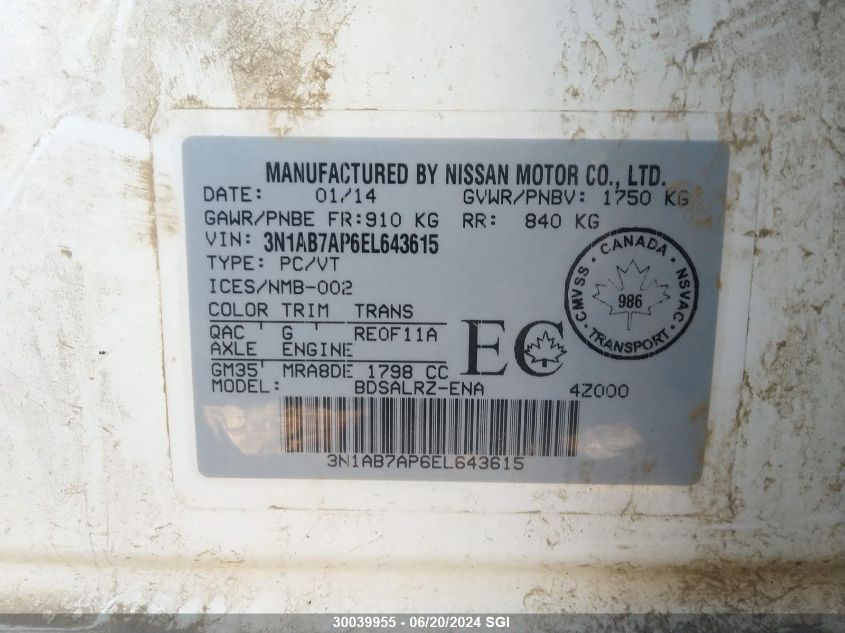 MANUFACTURED BY NISSAN MOTOR CO., LTD.
DATE: 01/14 GVWR/PNBV: 1750 KG
GAWR/PNBE FR:910 KG RR: 840 KG
VIN: 3N1AB7AP6EL643615
TYPE: PC/VT
ICES/NMB-002
COLOR TRIM TRANS
QAC ' G ' RE0F11A
AXLE ENGINE
GM35' MRA8DE 1798 CC
MODEL: BDSALRZ-ENA 4Z000
EC
CANADA
CMVSS · NSVAC
986
TRANSPORT
3N1AB7AP6EL643615
30039955 - 06/20/2024 SGI